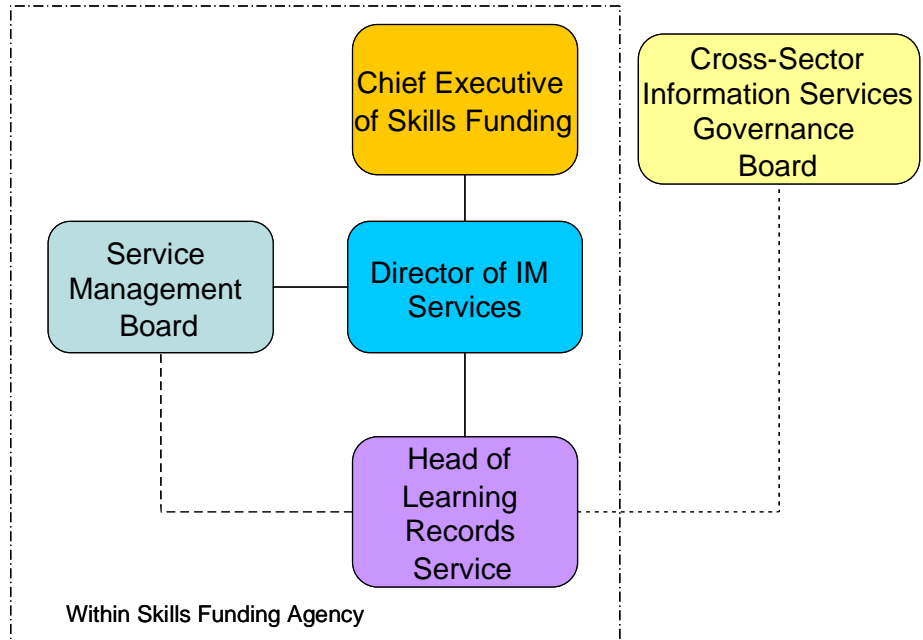 Chief Executive
of Skills Funding
Cross-Sector
Information Services
Governance
Board
Service
Management
Board
Director of IM
Services
Head of
Learning
Records
Service
Within Skills Funding Agency